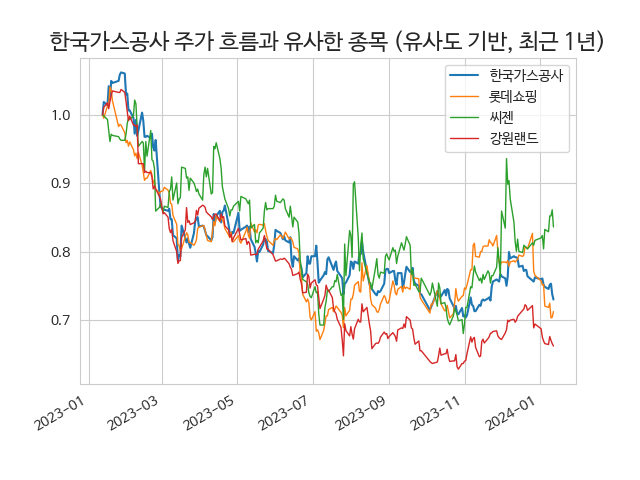 한국가스공사 주가 흐름과 유사한 종목 (유사도 기반, 최근 1년)
한국가스공사
롯데쇼핑
씨젠
강원랜드
1.0
0.9
0.8
0.7
2023-01
2023-03
2023-05
2023-07
2023-09
2023-11
2024-01